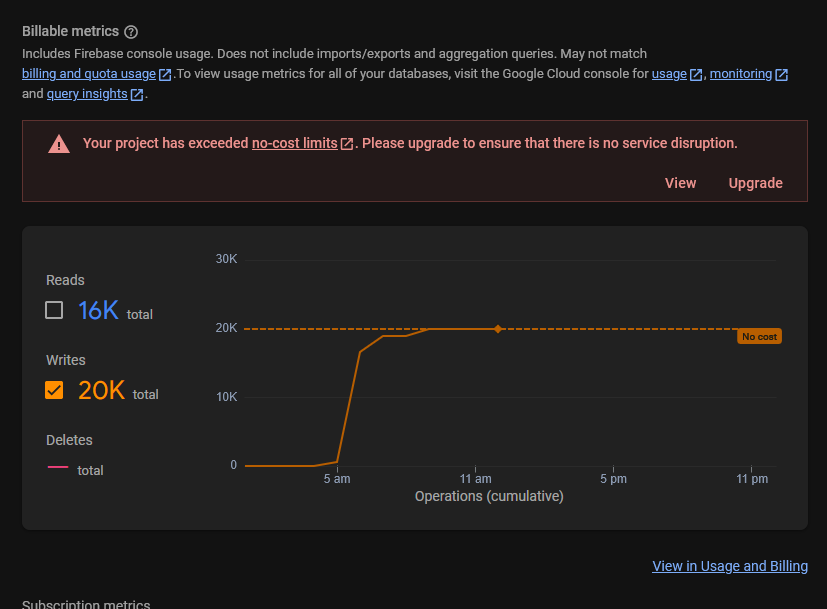 Billable metrics
Includes Firebase console usage. Does not include imports/exports and aggregation queries. May not match
billing and quota usage .To view usage metrics for all of your databases, visit the Google Cloud console for usage , monitoring
and query insights .
Your project has exceeded no-cost limits . Please upgrade to ensure that there is no service disruption.
View Upgrade
Reads
16K total
Writes
20K total
Deletes
total
30K
20K
10K
0
No cost
5 am 11 am 5 pm 11 pm
Operations (cumulative)
View in Usage and Billing
Subscription metrics